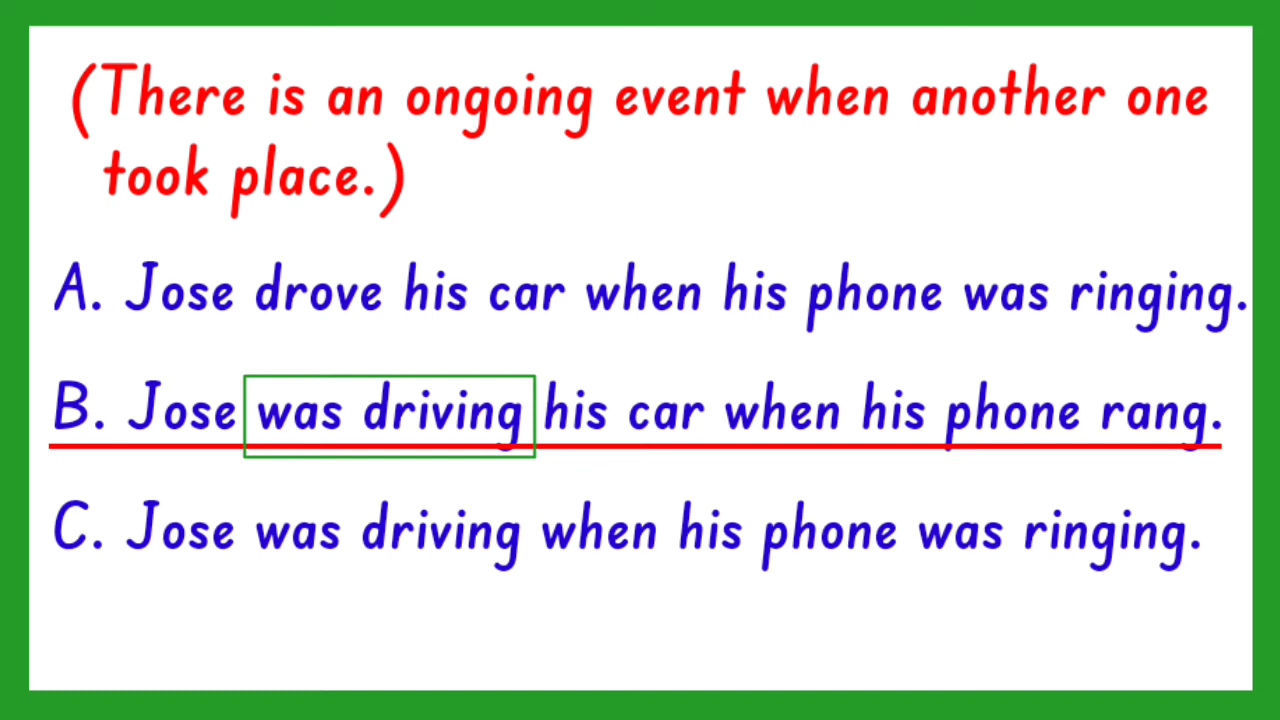 (There is an ongoing event when another one
took place.)
A. Jose drove his car when his phone was ringing.
B. Jose was driving his car when his phone rang.
C. Jose was driving when his phone was ringing.